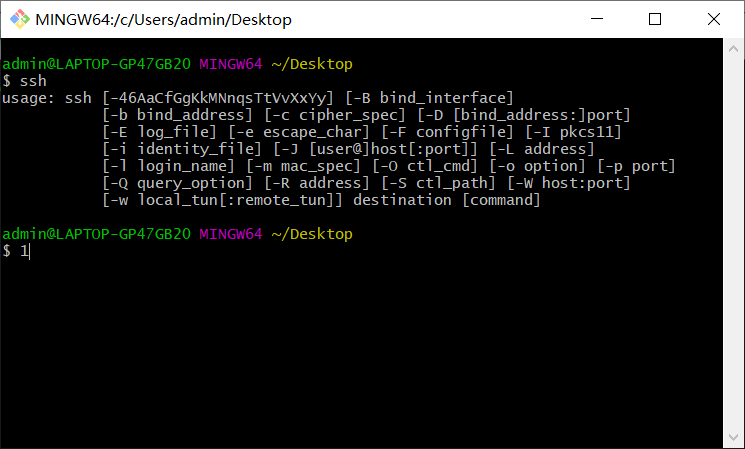 MINGW64:/c/Users/admin/Desktop
admin@LAPTOP-GP47GB20 MINGW64 ~/Desktop
$ ssh
usage: ssh [-46AaCfGgKkMNnqsTtVvXxYy] [-B bind_interface]
           [-b bind_address] [-c cipher_spec] [-D [bind_address:]port]
           [-E log_file] [-e escape_char] [-F configfile] [-I pkcs11]
           [-i identity_file] [-J [user@]host[:port]] [-L address]
           [-l login_name] [-m mac_spec] [-O ctl_cmd] [-o option] [-p port]
           [-Q query_option] [-R address] [-S ctl_path] [-W host:port]
           [-w local_tun[:remote_tun]] destination [command]
admin@LAPTOP-GP47GB20 MINGW64 ~/Desktop
$ 1